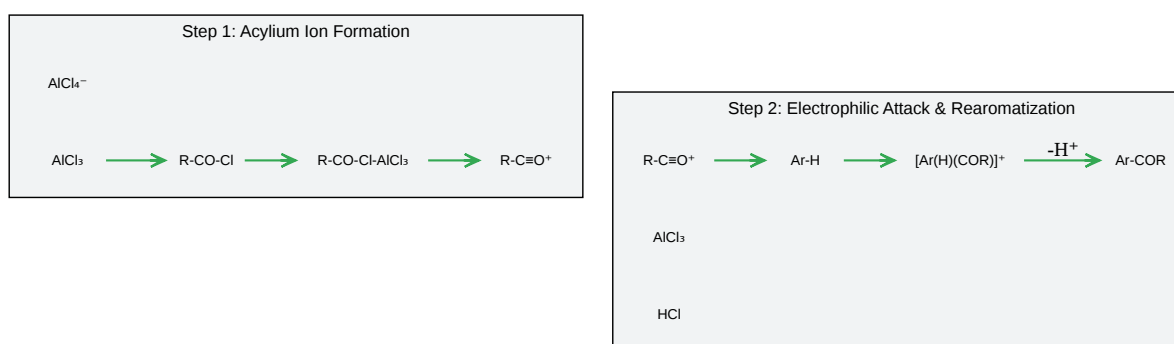 Step 1: Acylium Ion Formation
AlCl₄⁻
AlCl₃ R-CO-Cl R-CO-Cl-AlCl₃ R-C≡O⁺
Step 2: Electrophilic Attack & Rearomatization
R-C≡O⁺ Ar-H [Ar(H)(COR)]⁺ -H⁺ Ar-COR
AlCl₃
HCl